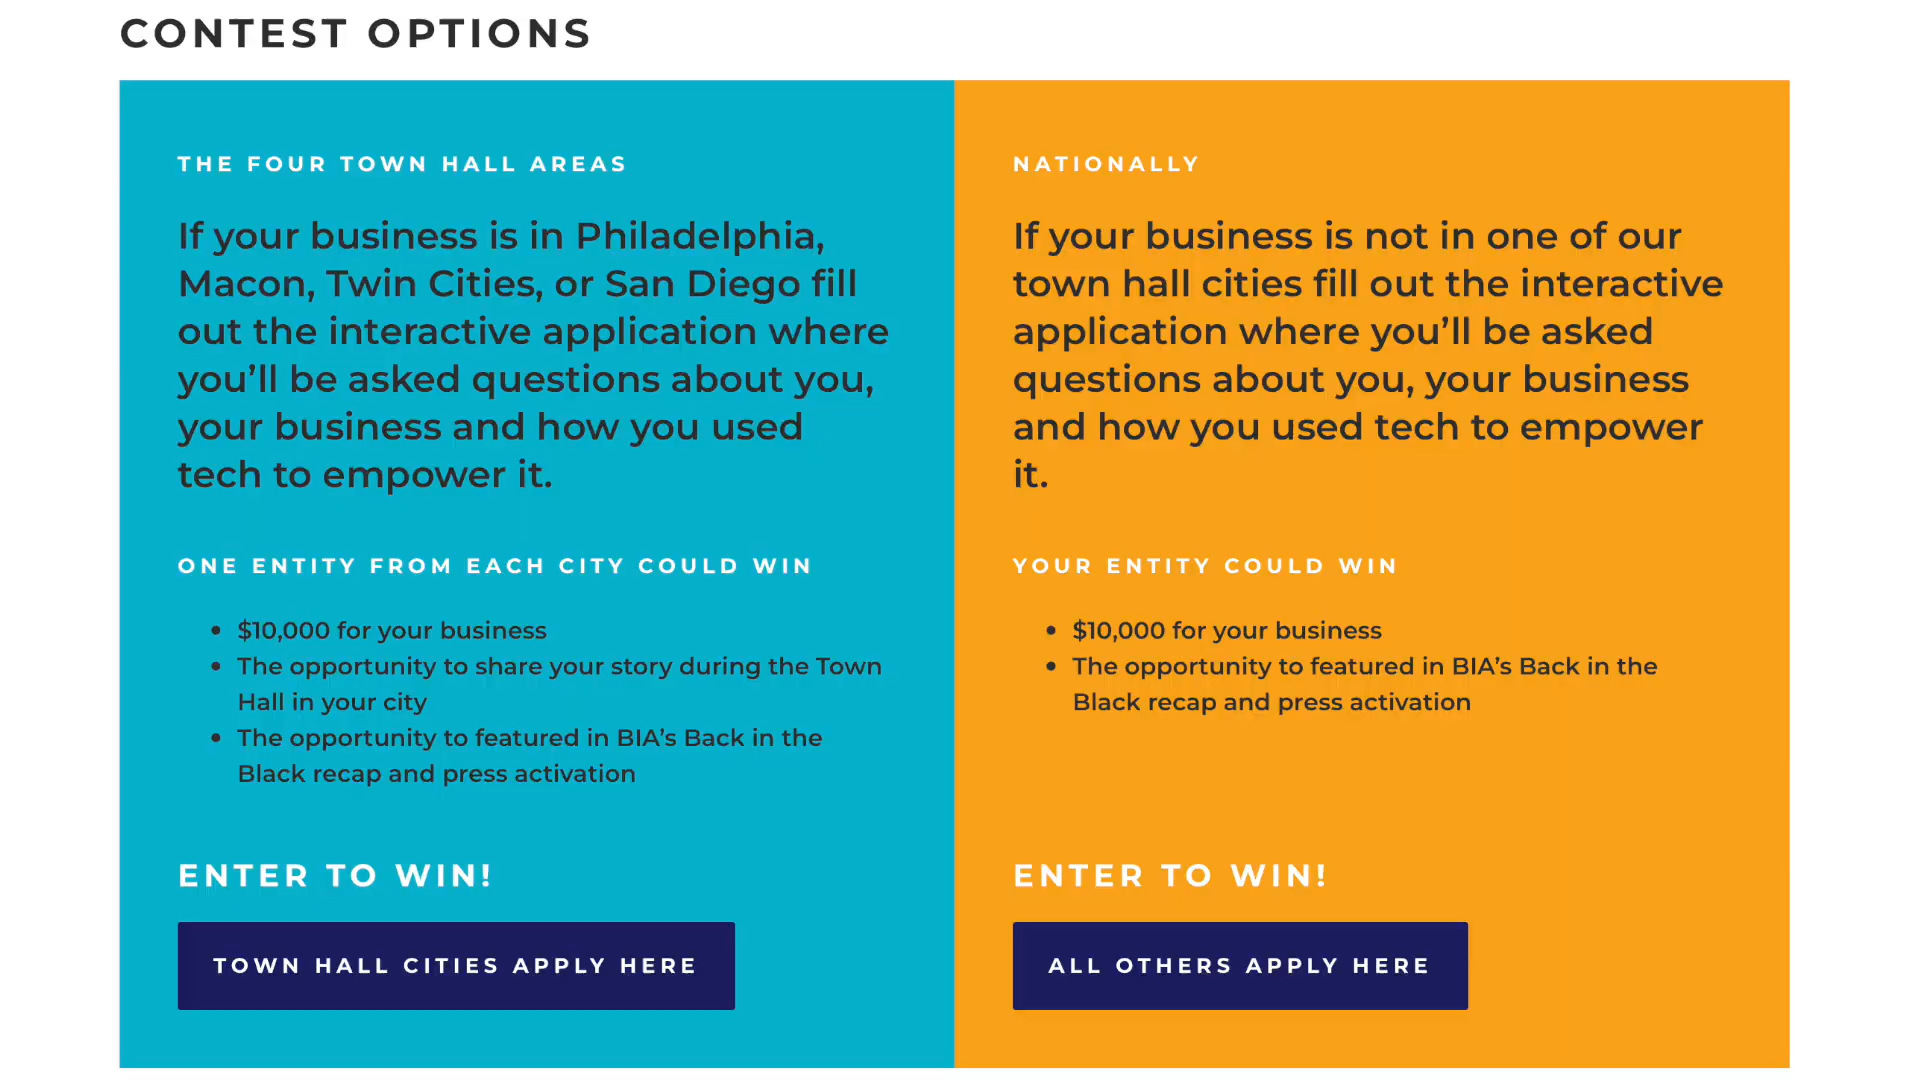 CONTEST OPTIONS
THE FOUR TOWN HALL AREAS
If your business is in Philadelphia,
Macon, Twin Cities, or San Diego fill
out the interactive application where
you’ll be asked questions about you,
your business and how you used
tech to empower it.
ONE ENTITY FROM EACH CITY COULD WIN
• $10,000 for your business
• The opportunity to share your story during the Town
Hall in your city
• The opportunity to featured in BIA’s Back in the
Black recap and press activation
ENTER TO WIN!
TOWN HALL CITIES APPLY HERE
NATIONALLY
If your business is not in one of our
town hall cities fill out the interactive
application where you’ll be asked
questions about you, your business
and how you used tech to empower
it.
YOUR ENTITY COULD WIN
• $10,000 for your business
• The opportunity to featured in BIA’s Back in the
Black recap and press activation
ENTER TO WIN!
ALL OTHERS APPLY HERE